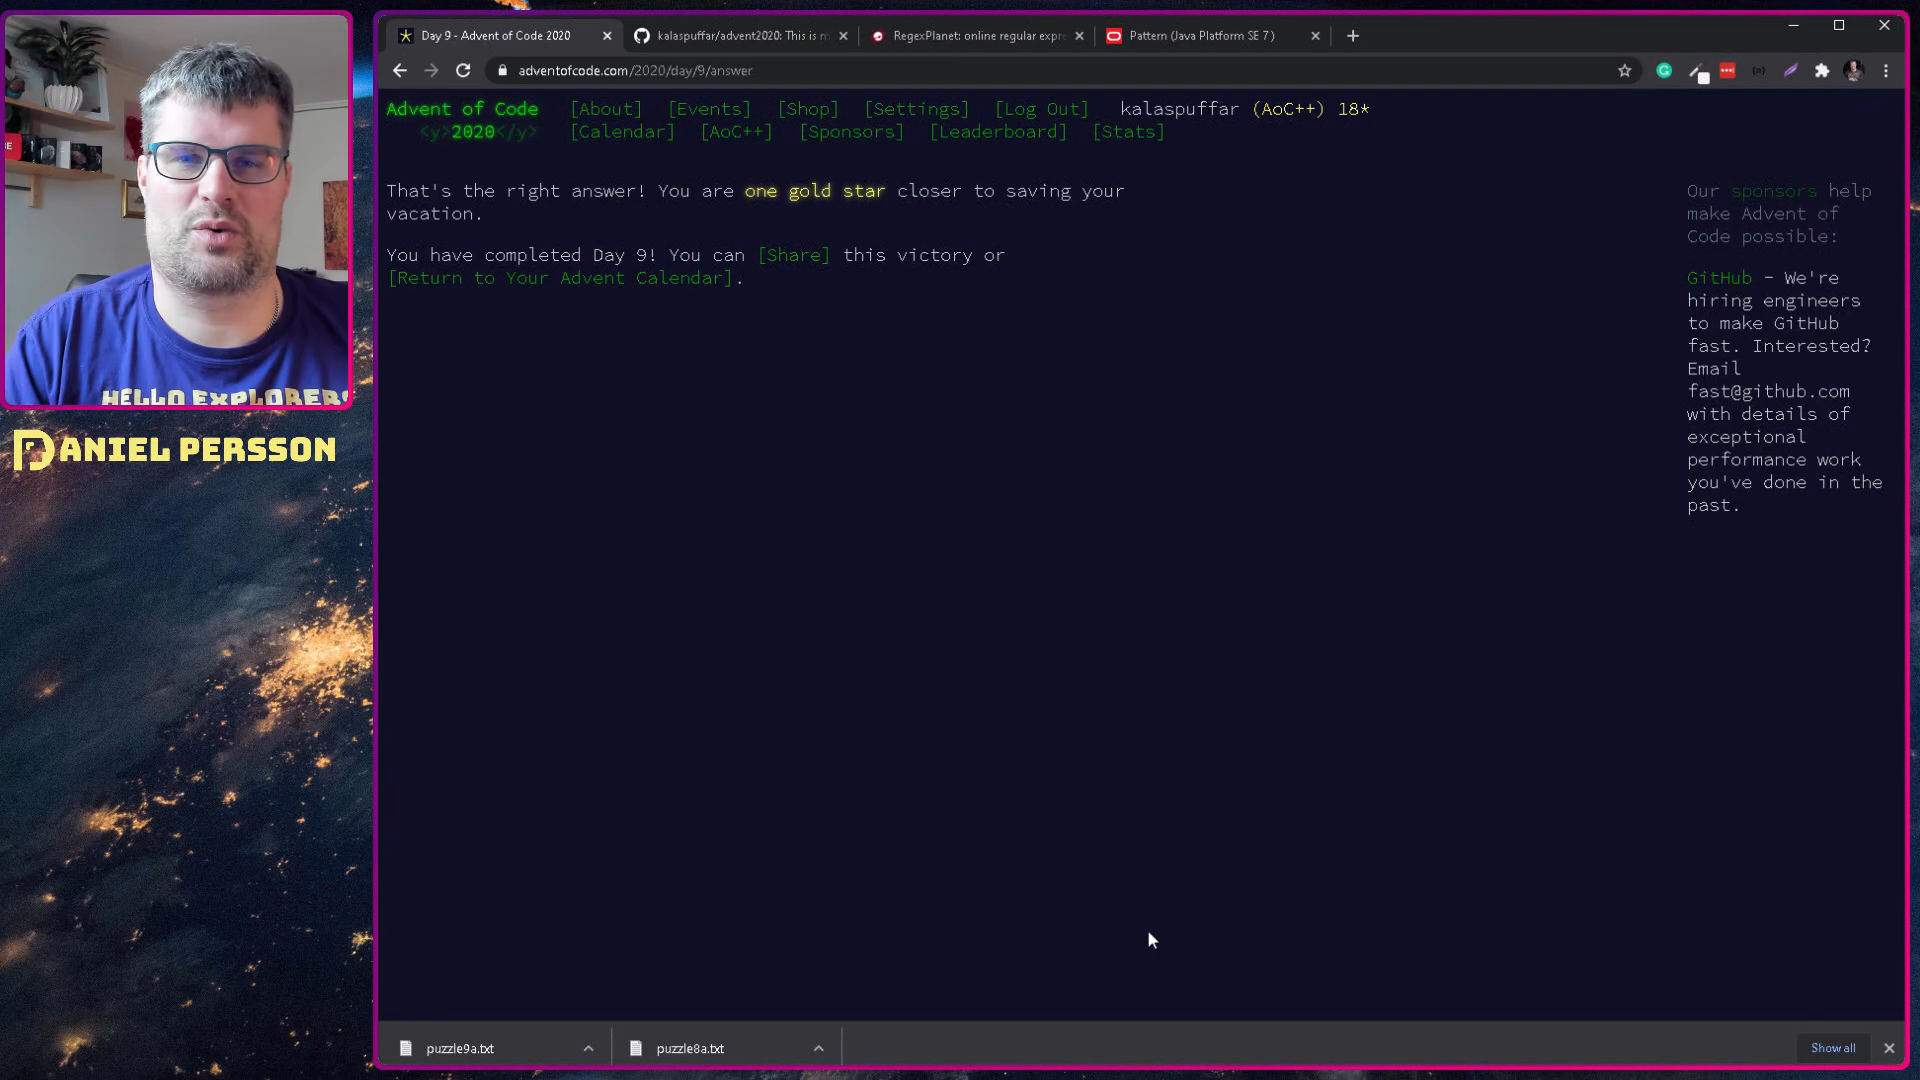 Day 9 - Advent of Code 2020
kalaspuffar/advent2020: This is m
RegexPlanet: online regular expre
Pattern (Java Platform SE 7 )
adventofcode.com/2020/day/9/answer
Advent of Code [About] [Events] [Shop] [Settings] [Log Out] kalaspuffar (AoC++) 18*
<y>2020</y> [Calendar] [AoC++] [Sponsors] [Leaderboard] [Stats]
That's the right answer! You are one gold star closer to saving your
vacation.
You have completed Day 9! You can [Share] this victory or
[Return to Your Advent Calendar].
Our sponsors help
make Advent of
Code possible:
GitHub - We're
hiring engineers
to make GitHub
fast. Interested?
Email
fast@github.com
with details of
exceptional
performance work
you've done in the
past.
HELLO EXPLORERS
DANIEL PERSSON
puzzle9a.txt
puzzle8a.txt
Show all